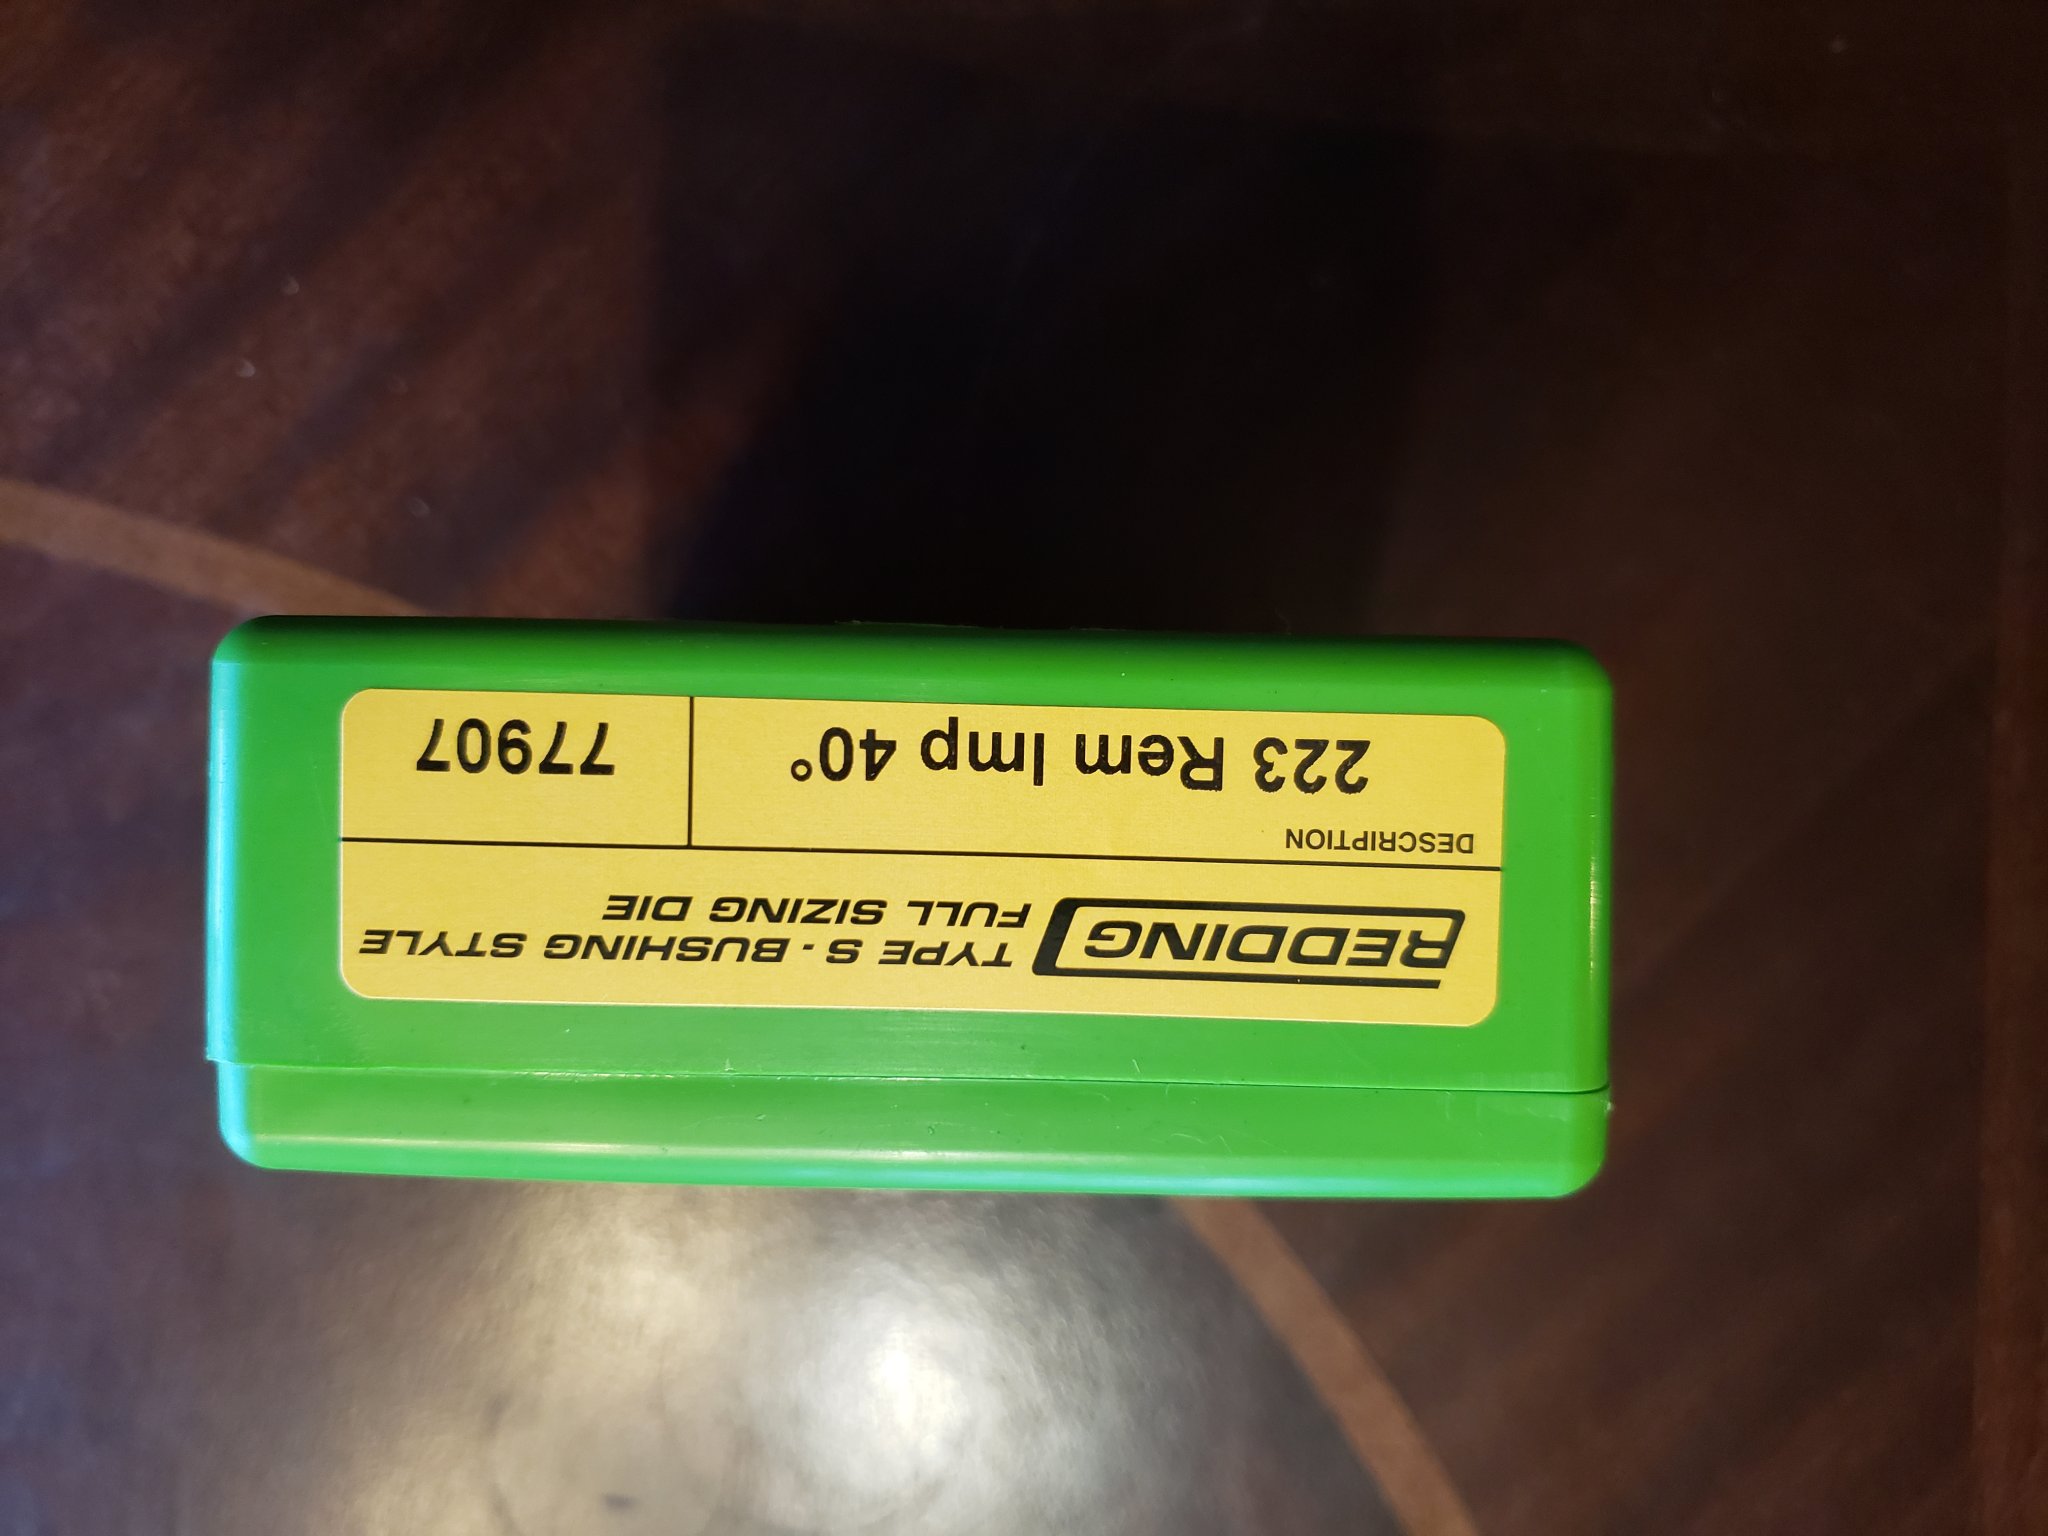 REDDING
TYPE S - BUSHING STYLE
FULL SIZING DIE
DESCRIPTION
223 Rem Imp 40°
77907